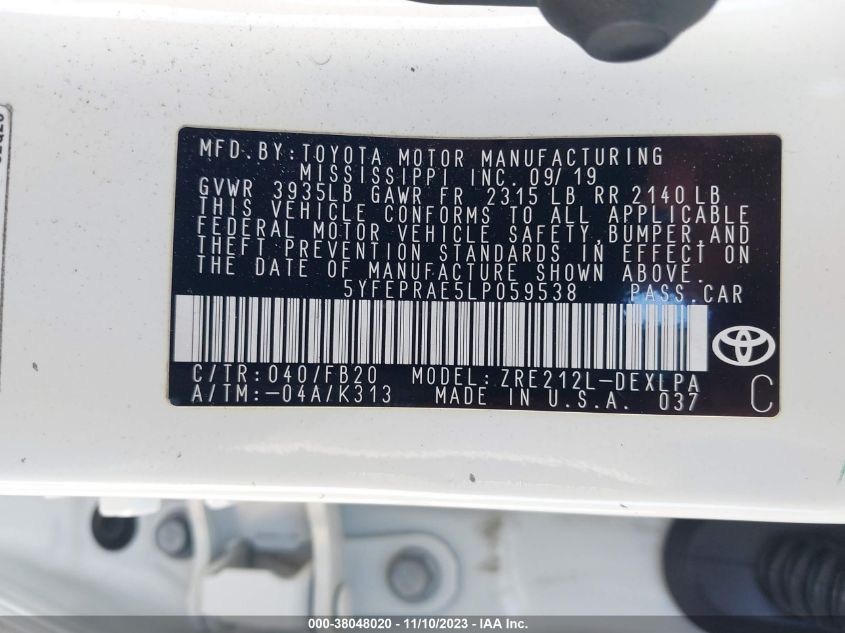 MFD.BY:TOYOTA MOTOR MANUFACTURING
MISSISSIPPI INC. 09/19
GVWR 3935LB GAWR FR 2315 LB RR 2140 LB
THIS VEHICLE CONFORMS TO ALL APPLICABLE
FEDERAL MOTOR VEHICLE SAFETY,BUMPER,AND
THEFT PREVENTION STANDARDS IN EFFECT ON
THE DATE OF MANUFACTURE SHOWN ABOVE.
5YFEPRAE5LP059538 PASS.CAR
C/TR:040/FB20 MODEL:ZRE212L-DEXLPA
A/TM:-04A/K313 MADE IN U.S.A. 037 C
000-38048020 - 11/10/2023 - IAA Inc.